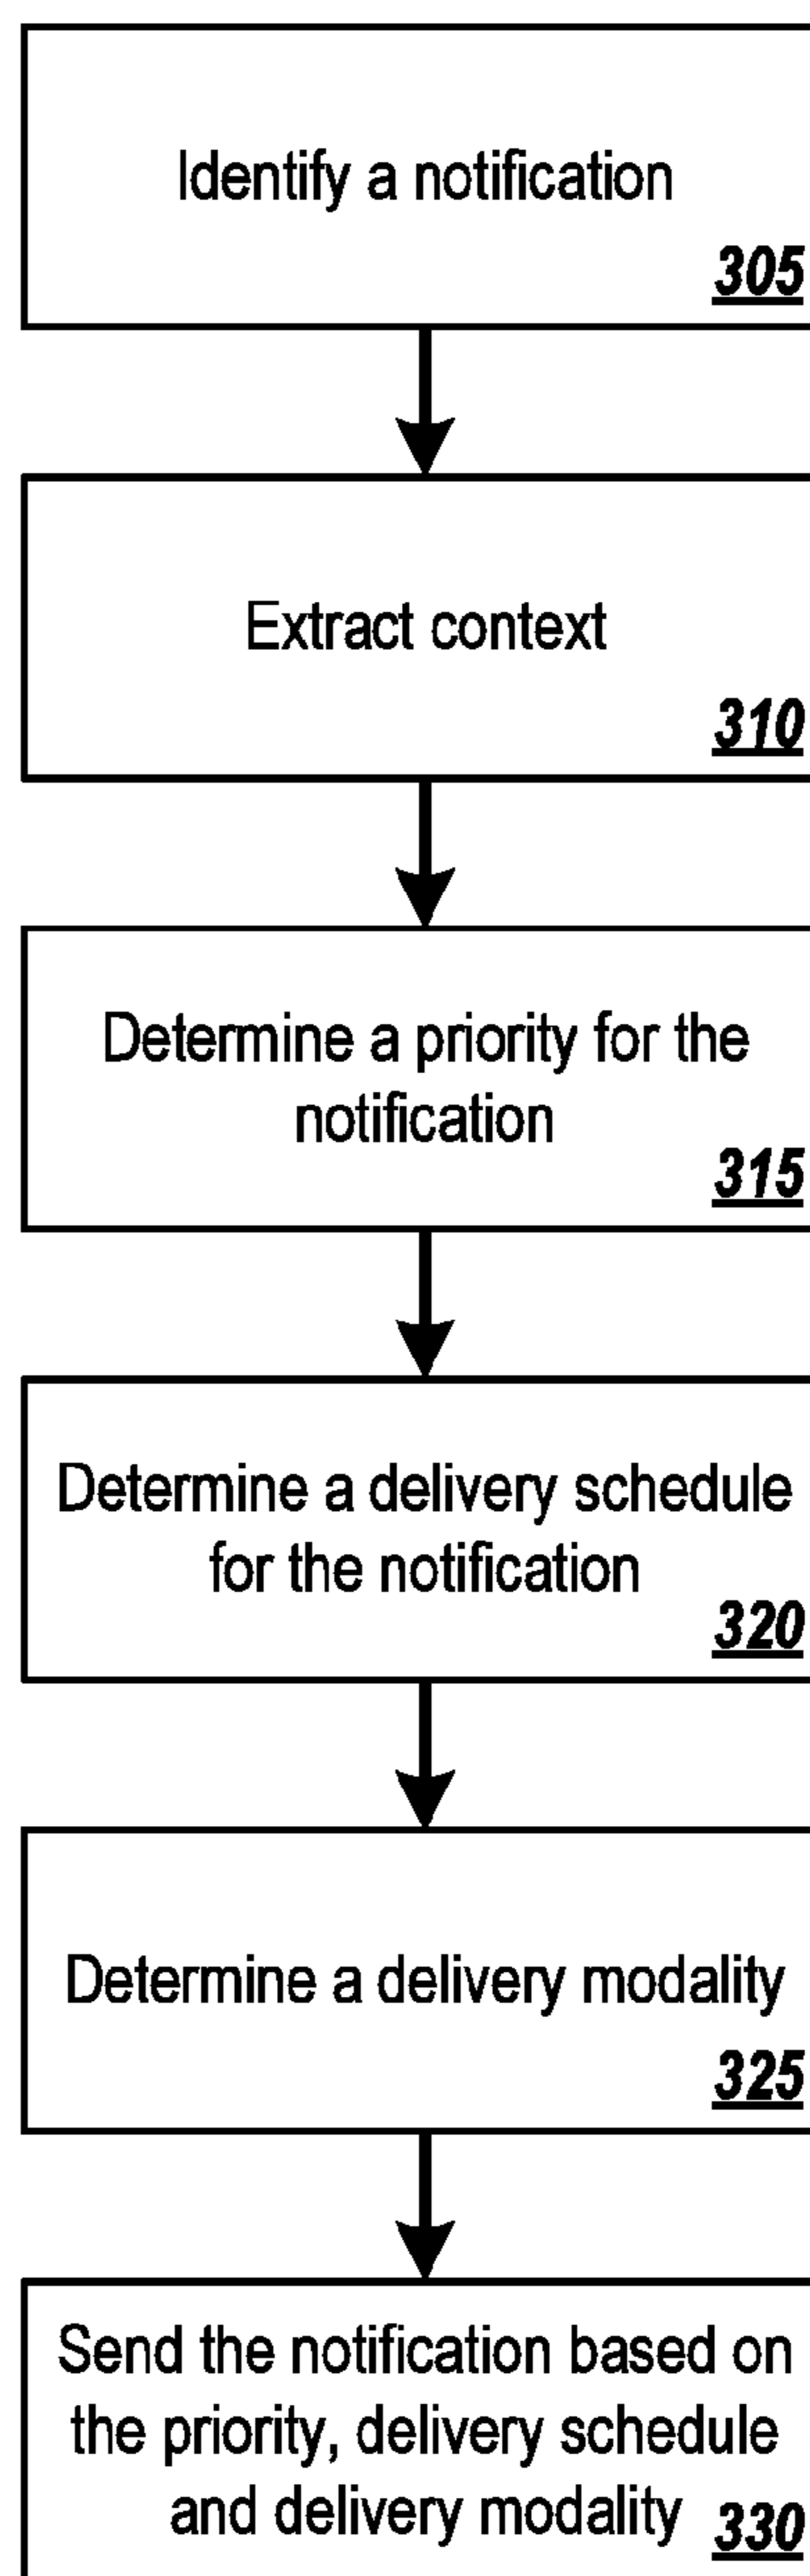 Identify a notification
305
Extract context
310
Determine a priority for the
notification
315
Determine a delivery schedule
for the notification
320
Determine a delivery modality
325
Send the notification based on
the priority, delivery schedule
and delivery modality 330